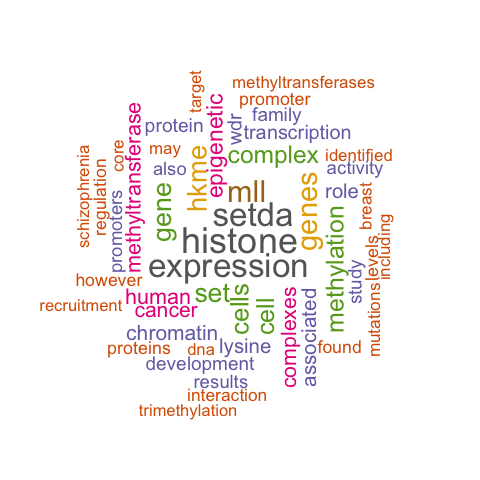 methyltransferases
target
promoter
family
protein
wdr
transcription
epigenetic
methyltransferase
core
may
complex
identified
schizophrenia
regulation
also
hkme
activity
promoters
gene
mll
genes
role
breast
setda
histone
methylation
levels
including
expression
study
however
human
set
cells
cell
complexes
associated
mutations
recruitment
cancer
chromatin
proteins
dna
lysine
found
development
results
interaction
trimethylation